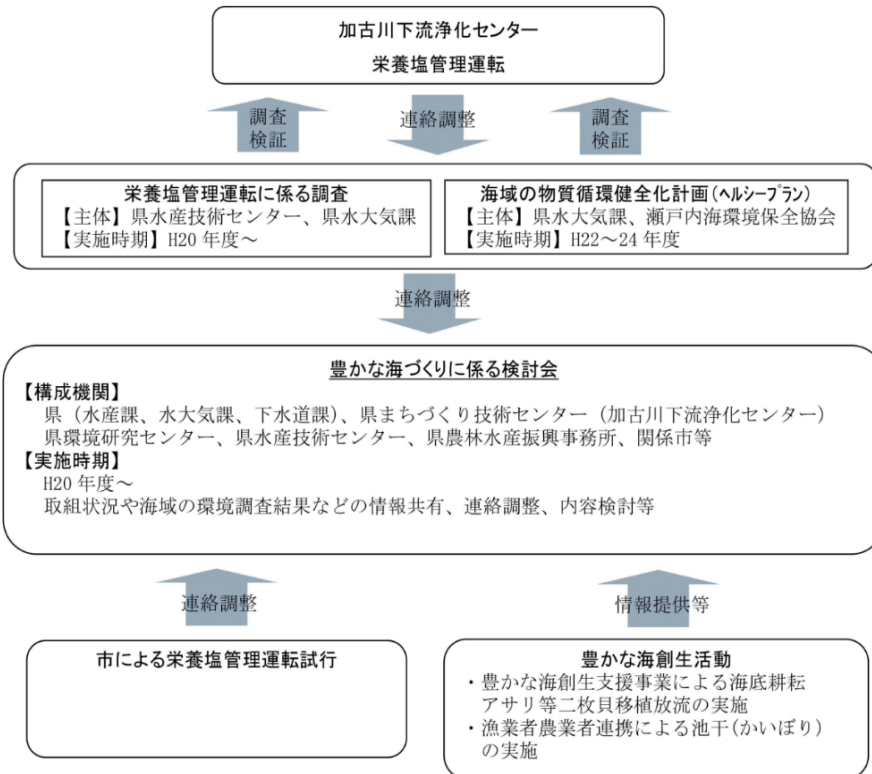 加古川下流浄化センター
栄養塩管理運転
調査
検証
連絡調整
調査
検証
栄養塩管理運転に係る調査
【主体】県水産技術センター、県水大気課
【実施時期】H20 年度～
海域の物質循環健全化計画(ヘルシープラン)
【主体】県水大気課、瀬戸内海環境保全協会
【実施時期】H22～24 年度
連絡調整
豊かな海づくりに係る検討会
【構成機関】
県（水産課、水大気課、下水道課）、県まちづくり技術センター（加古川下流浄化センター）
県環境研究センター、県水産技術センター、県農林水産振興事務所、関係市等
【実施時期】
H20 年度～
取組状況や海域の環境調査結果などの情報共有、連絡調整、内容検討等
連絡調整
情報提供等
市による栄養塩管理運転試行
豊かな海創生活動
・豊かな海創生支援事業による海底耕耘
アサリ等二枚貝移植放流の実施
・漁業者農業者連携による池干(かいぼり)
の実施